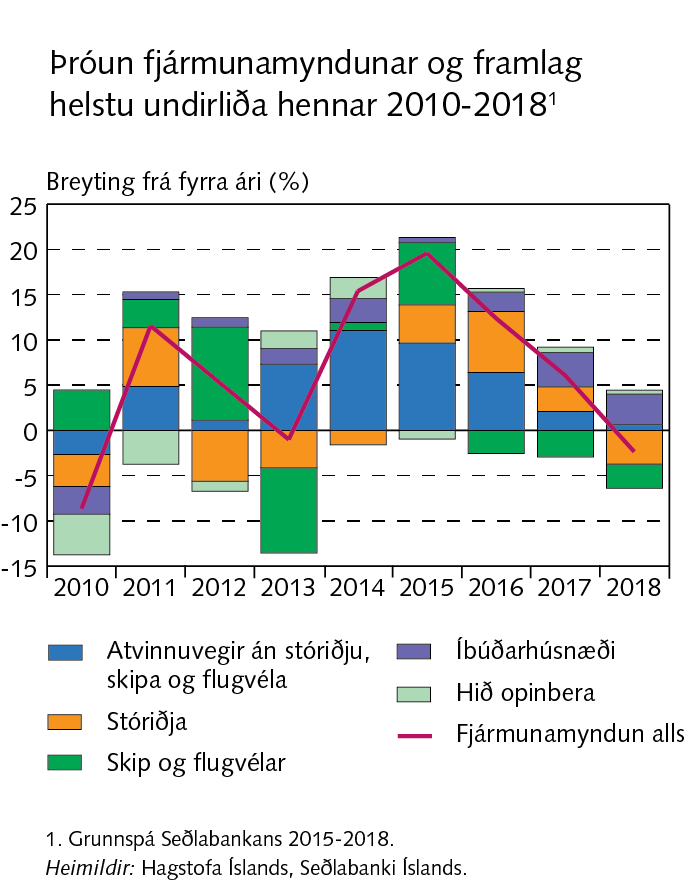 Þróun fjármunamyndunar og framlag
helstu undirliða hennar 2010-2018¹
Breyting frá fyrra ári (%)
25
20
15
10
5
0
-5
-10
-15
2010 2011 2012 2013 2014 2015 2016 2017 2018
Atvinnuvegir án stóriðju,
skipa og flugvéla
Stóriðja
Skip og flugvélar
Íbúðarhúsnæði
Hið opinbera
Fjármunamyndun alls
1. Grunnspá Seðlabankans 2015-2018.
Heimildir: Hagstofa Íslands, Seðlabanki Íslands.